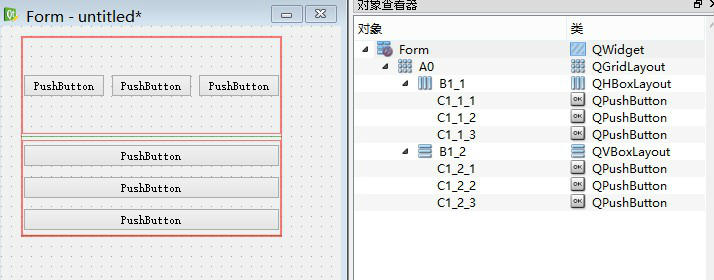 Form - untitled*
PushButton PushButton PushButton
PushButton
PushButton
PushButton
对象查看器
对象 类
Form QWidget
A0 QGridLayout
B1_1 QHBoxLayout
C1_1_1 QPushButton
C1_1_2 QPushButton
C1_1_3 QPushButton
B1_2 QVBoxLayout
C1_2_1 QPushButton
C1_2_2 QPushButton
C1_2_3 QPushButton